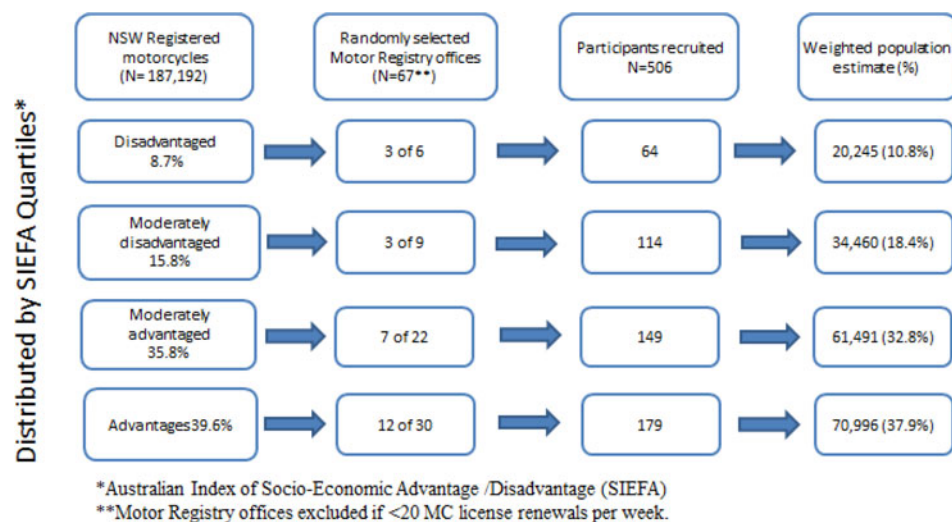 Distributed by SIEFA Quartiles*
NSW Registered
motorcycles
(N= 187,192)
Randomly selected
Motor Registry offices
(N=67**)
Participants recruited
N=506
Weighted population
estimate (%)
Disadvantaged
8.7%
3 of 6
64
20,245 (10.8%)
Moderately
disadvantaged
15.8%
3 of 9
114
34,460 (18.4%)
Moderately
advantaged
35.8%
7 of 22
149
61,491 (32.8%)
Advantages39.6%
12 of 30
179
70,996 (37.9%)
*Australian Index of Socio-Economic Advantage /Disadvantage (SIEFA)
**Motor Registry offices excluded if <20 MC license renewals per week.